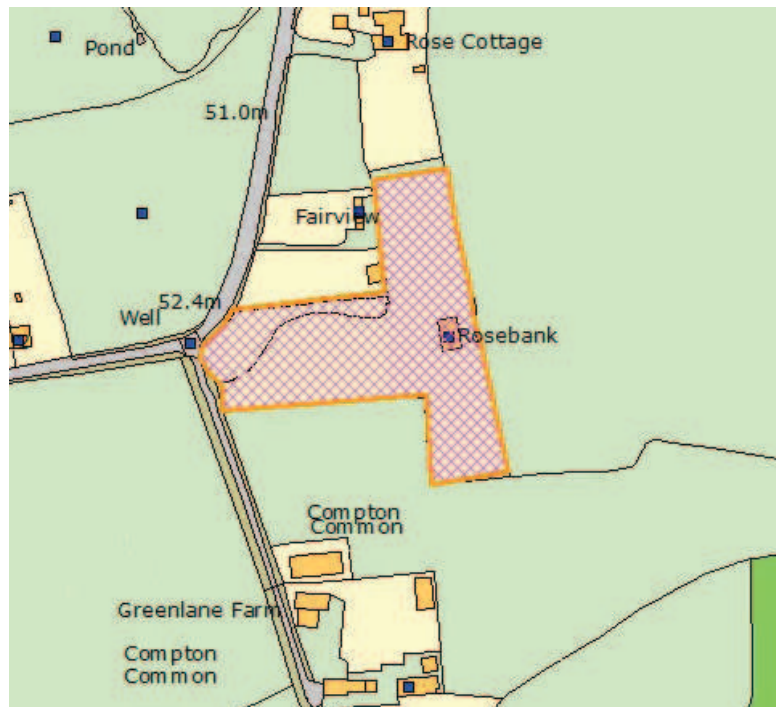 Pond
Rose Cottage
51.0m
Fairview
52.4m
Well
Rosebank
Compton
Common
Greenlane Farm
Compton
Common